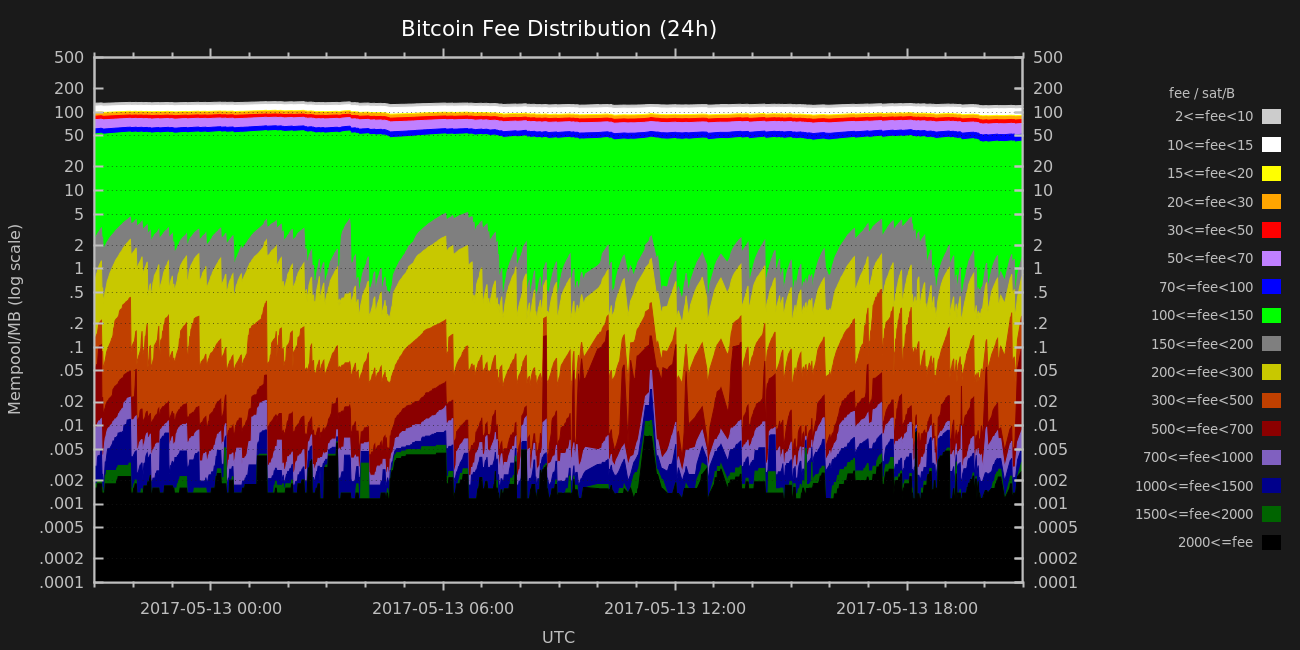 Bitcoin Fee Distribution (24h)
500
200
100
50
20
10
5
2
1
.5
.2
.1
.05
.02
.01
.005
.002
.001
.0005
.0002
.0001
Mempool/MB (log scale)
500
200
100
50
20
10
5
2
1
.5
.2
.1
.05
.02
.01
.005
.002
.001
.0005
.0002
.0001
2017-05-13 00:00 2017-05-13 06:00 2017-05-13 12:00 2017-05-13 18:00
UTC
fee / sat/B
2<=fee<10
10<=fee<15
15<=fee<20
20<=fee<30
30<=fee<50
50<=fee<70
70<=fee<100
100<=fee<150
150<=fee<200
200<=fee<300
300<=fee<500
500<=fee<700
700<=fee<1000
1000<=fee<1500
1500<=fee<2000
2000<=fee